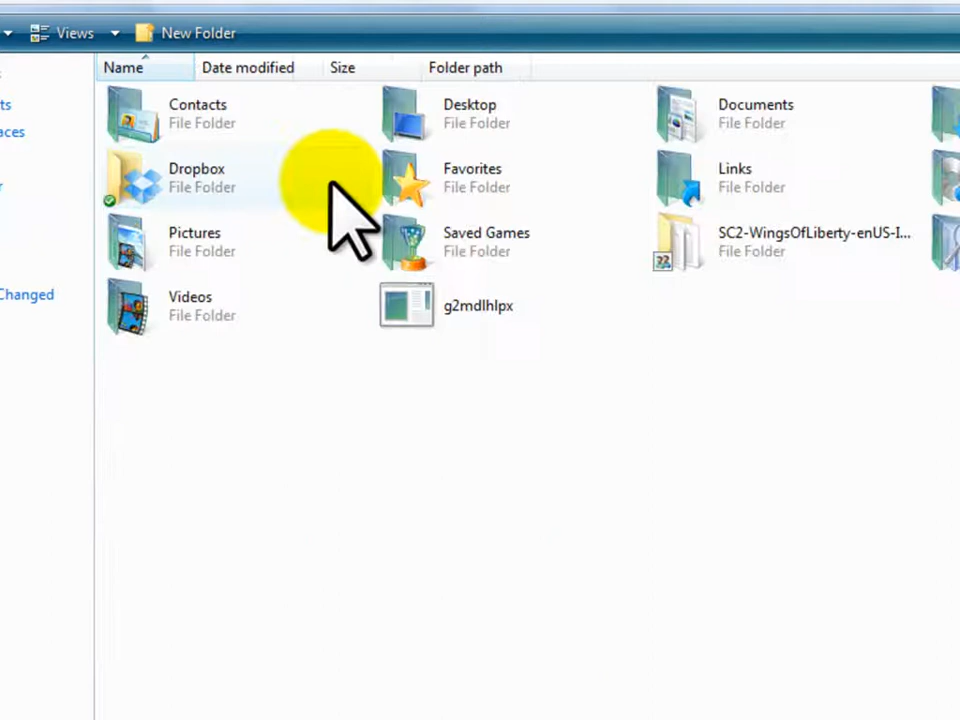 Views New Folder
Name Date modified Size Folder path
Contacts
File Folder
Desktop
File Folder
Documents
File Folder
Dropbox
File Folder
Favorites
File Folder
Links
File Folder
Pictures
File Folder
Saved Games
File Folder
SC2-WingsOfLiberty-enUS-I...
File Folder
Videos
File Folder
g2mdlhlpx
ts
aces
r
Changed